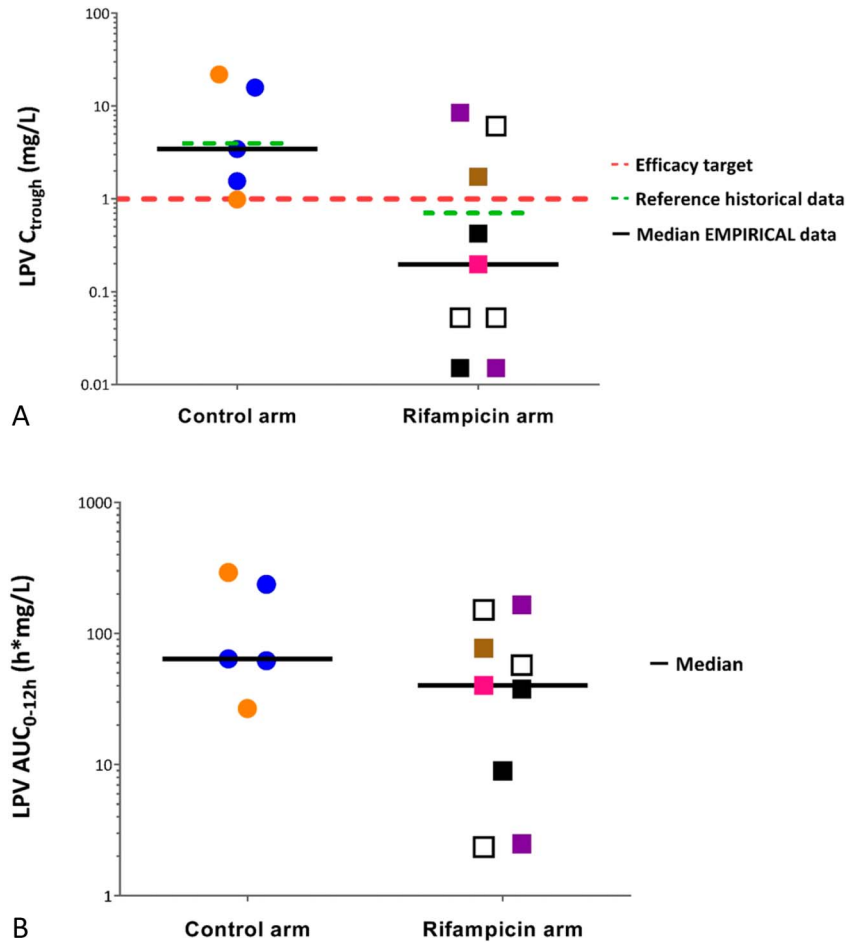 100
10
1
0.1
0.01
LPV Ctrough (mg/L)
Efficacy target
Reference historical data
Median EMPIRICAL data
Control arm
Rifampicin arm
A
1000
100
10
1
LPV AUC0-12h (h*mg/L)
Median
Control arm
Rifampicin arm
B